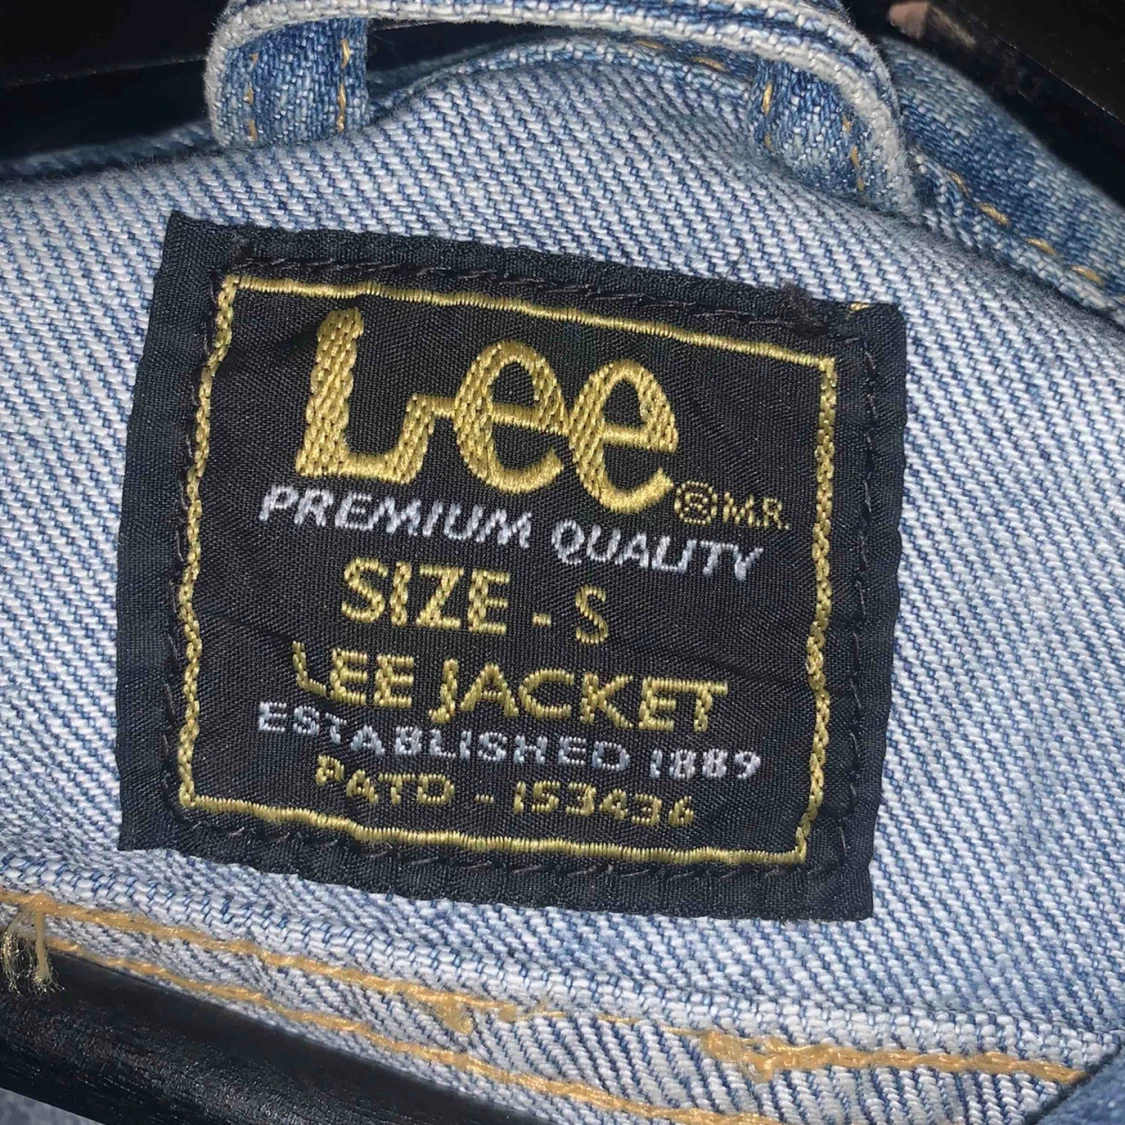 Lee ® M.R.
PREMIUM QUALITY
SIZE - S
LEE JACKET
ESTABLISHED 1889
PATD - 153436